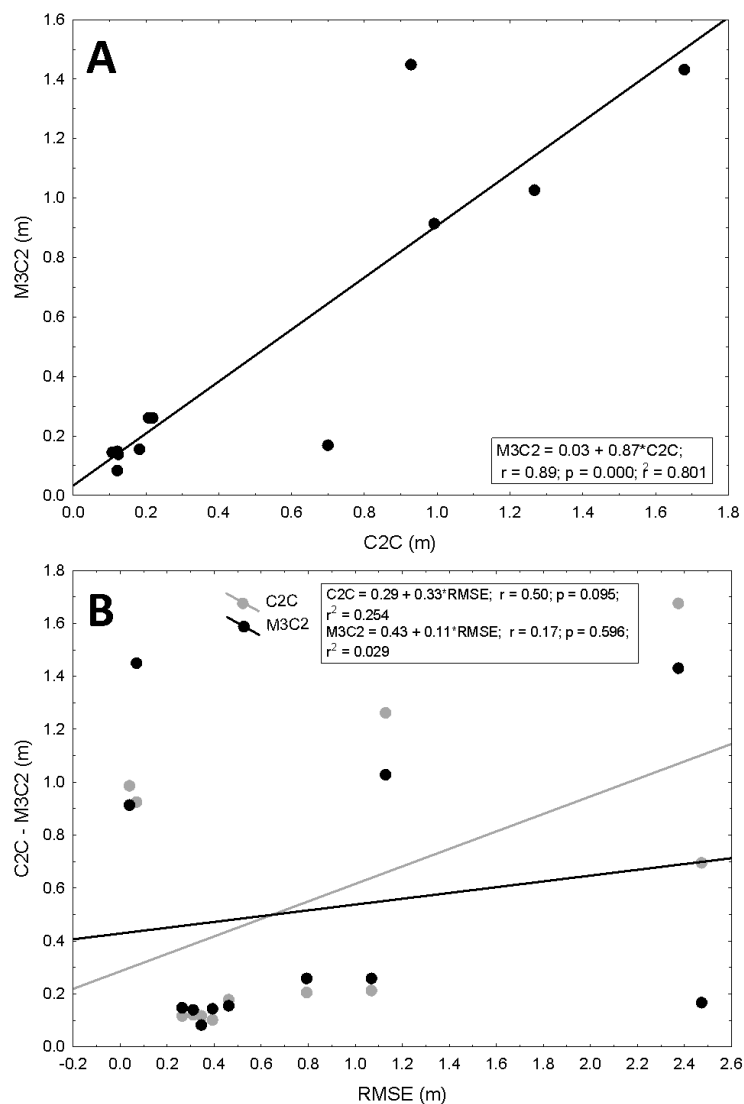 A
1.6
1.4
1.2
1.0
0.8
0.6
0.4
0.2
0.0
M3C2 (m)
M3C2 = 0.03 + 0.87*C2C;
r = 0.89; p = 0.000; r² = 0.801
0.0 0.2 0.4 0.6 0.8 1.0 1.2 1.4 1.6 1.8
C2C (m)
B
1.8
1.6
1.4
1.2
1.0
0.8
0.6
0.4
0.2
0.0
C2C - M3C2 (m)
C2C
M3C2
C2C = 0.29 + 0.33*RMSE; r = 0.50; p = 0.095;
r² = 0.254
M3C2 = 0.43 + 0.11*RMSE; r = 0.17; p = 0.596;
r² = 0.029
-0.2 0.0 0.2 0.4 0.6 0.8 1.0 1.2 1.4 1.6 1.8 2.0 2.2 2.4 2.6
RMSE (m)